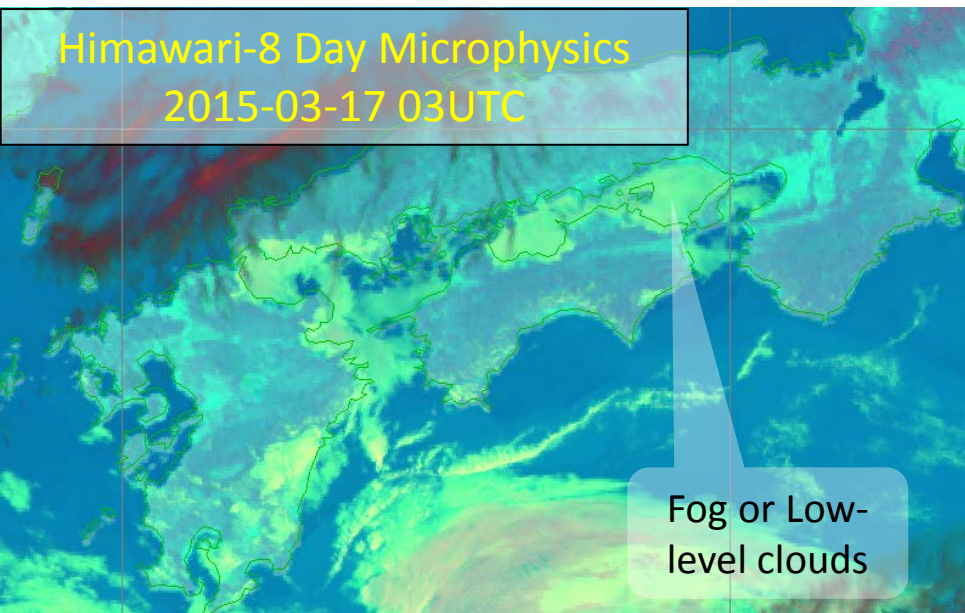 Himawari-8 Day Microphysics
2015-03-17 03UTC
Fog or Low-
level clouds